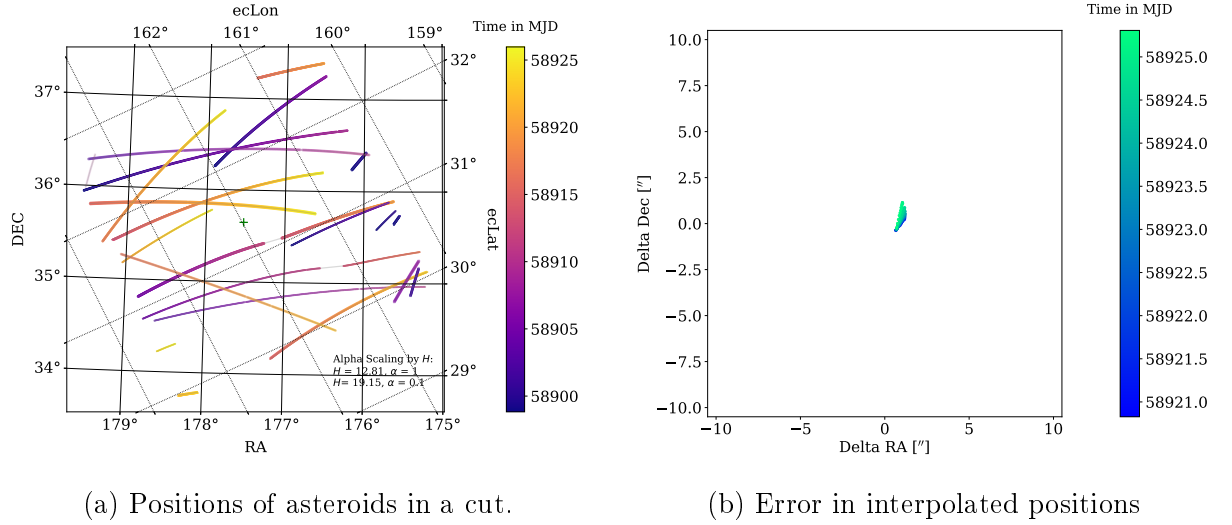 ecLon
162° 161° 160° 159°
Time in MJD
37°
36°
35°
34°
DEC
32°
31°
30°
29°
ecLat
58925
58920
58915
58910
58905
58900
Alpha Scaling by H:
H = 12.81, α = 1
H= 19.15, α = 0.1
179° 178° 177° 176° 175°
RA
(a) Positions of asteroids in a cut.
Time in MJD
10.0
7.5
5.0
2.5
0.0
−2.5
−5.0
−7.5
−10.0
Delta Dec [″]
58925.0
58924.5
58924.0
58923.5
58923.0
58922.5
58922.0
58921.5
58921.0
−10 −5 0 5 10
Delta RA [″]
(b) Error in interpolated positions